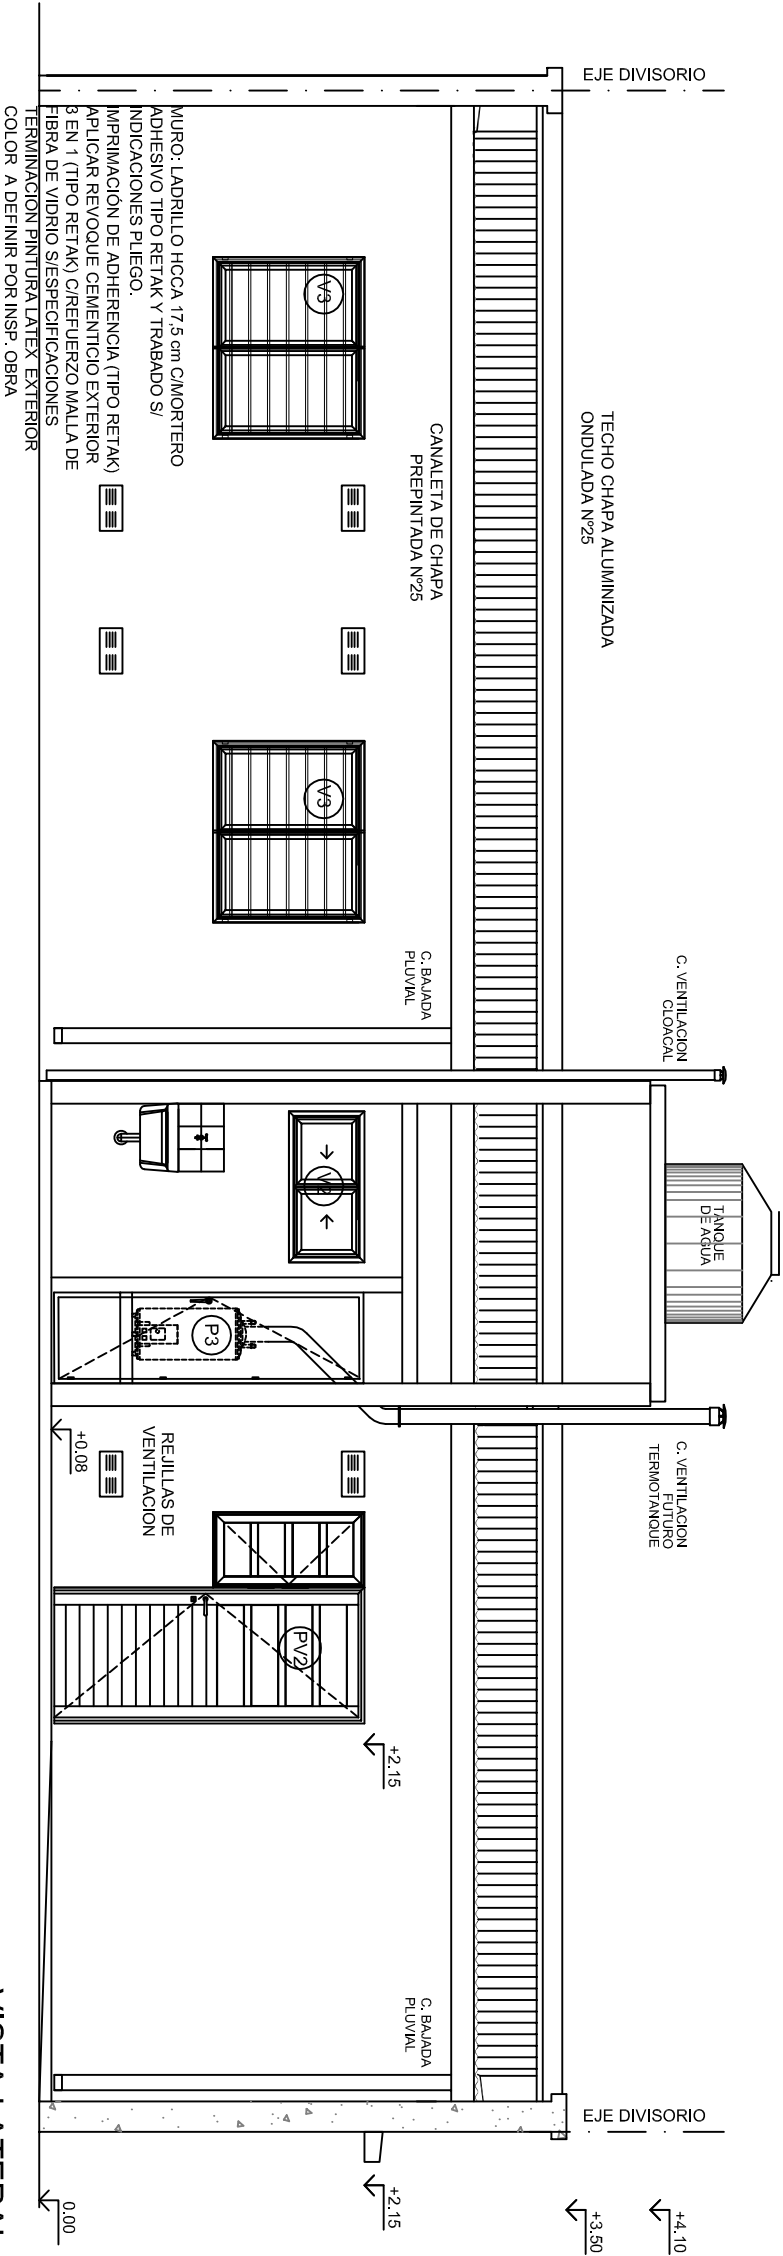 EJE DIVISORIO
TECHO CHAPA ALUMINIZADA
ONDULADA N°25
CANALETA DE CHAPA
PREPINTADA N°25
MURO: LADRILLO HCCA 17,5 cm C/MORTERO
ADHESIVO TIPO RETAK Y TRABADO S/
INDICACIONES PLIEGO.
IMPRIMACIÓN DE ADHERENCIA (TIPO RETAK)
APLICAR REVOQUE CEMENTICIO EXTERIOR
3 EN 1 (TIPO RETAK) C/REFUERZO MALLA DE
FIBRA DE VIDRIO S/ESPECIFICACIONES
TERMINACION PINTURA LATEX EXTERIOR
COLOR A DEFINIR POR INSP. OBRA
V3
V3
C. BAJADA
PLUVIAL
C. VENTILACION
CLOACAL
TANQUE
DE AGUA
V2
P3
C. VENTILACION
FUTURO
TERMOTANQUE
+0.08
REJILLAS DE
VENTILACION
PV2
+2.15
C. BAJADA
PLUVIAL
EJE DIVISORIO
+4.10
+3.50
+2.15
0.00
VISTA LATERAL